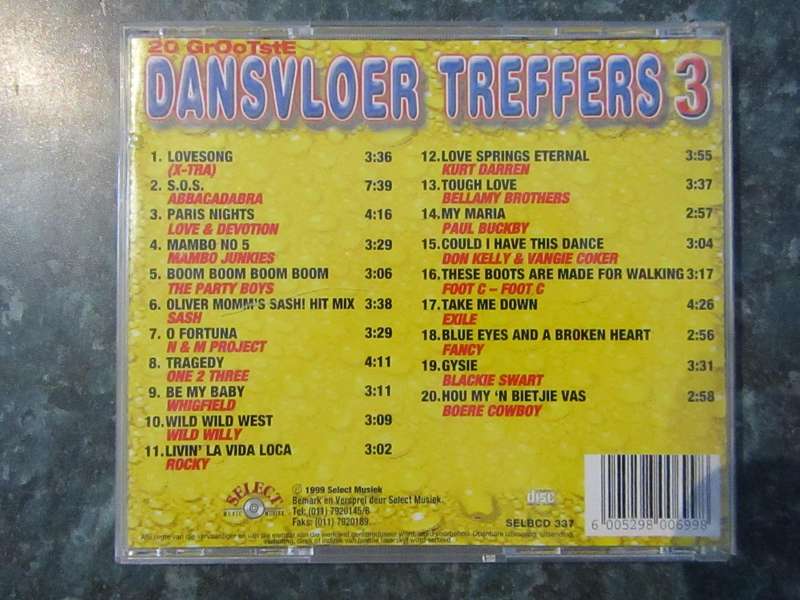 20 GrOoTstE
DANSVLOER TREFFERS 3
1. LOVESONG 3:36
(X-TRA)
2. S.O.S. 7:39
ABBACADABRA
3. PARIS NIGHTS 4:16
LOVE & DEVOTION
4. MAMBO NO 5 3:29
MAMBO JUNKIES
5 BOOM BOOM BOOM BOOM 3:06
THE PARTY BOYS
6. OLIVER MOMM'S SASH! HIT MIX 3:38
SASH
7. O FORTUNA 3:29
N & M PROJECT
8. TRAGEDY 4:11
ONE 2 THREE
9. BE MY BABY 3:11
WHIGFIELD
10. WILD WILD WEST 3:09
WILD WILLY
11. LIVIN' LA VIDA LOCA 3:02
ROCKY
12. LOVE SPRINGS ETERNAL 3:55
KURT DARREN
13. TOUGH LOVE 3:37
BELLAMY BROTHERS
14. MY MARIA 2:57
PAUL BUCKBY
15. COULD I HAVE THIS DANCE 3:04
DON KELLY & VANGIE COKER
16. THESE BOOTS ARE MADE FOR WALKING 3:17
FOOT C – FOOT C
17. TAKE ME DOWN 4:26
EXILE
18. BLUE EYES AND A BROKEN HEART 2:56
FANCY
19. GYSIE 3:31
BLACKIE SWART
20. HOU MY 'N BIETJIE VAS 2:58
BOERE COWBOY
SELECT
MUSIEK
℗ 1999 Select Musiek
Bemark en Versprei deur Select Musiek.
Tel: (011) 7920145/6
Faks: (011) 7920189
disc
SELBCD 337
6 005298 006998